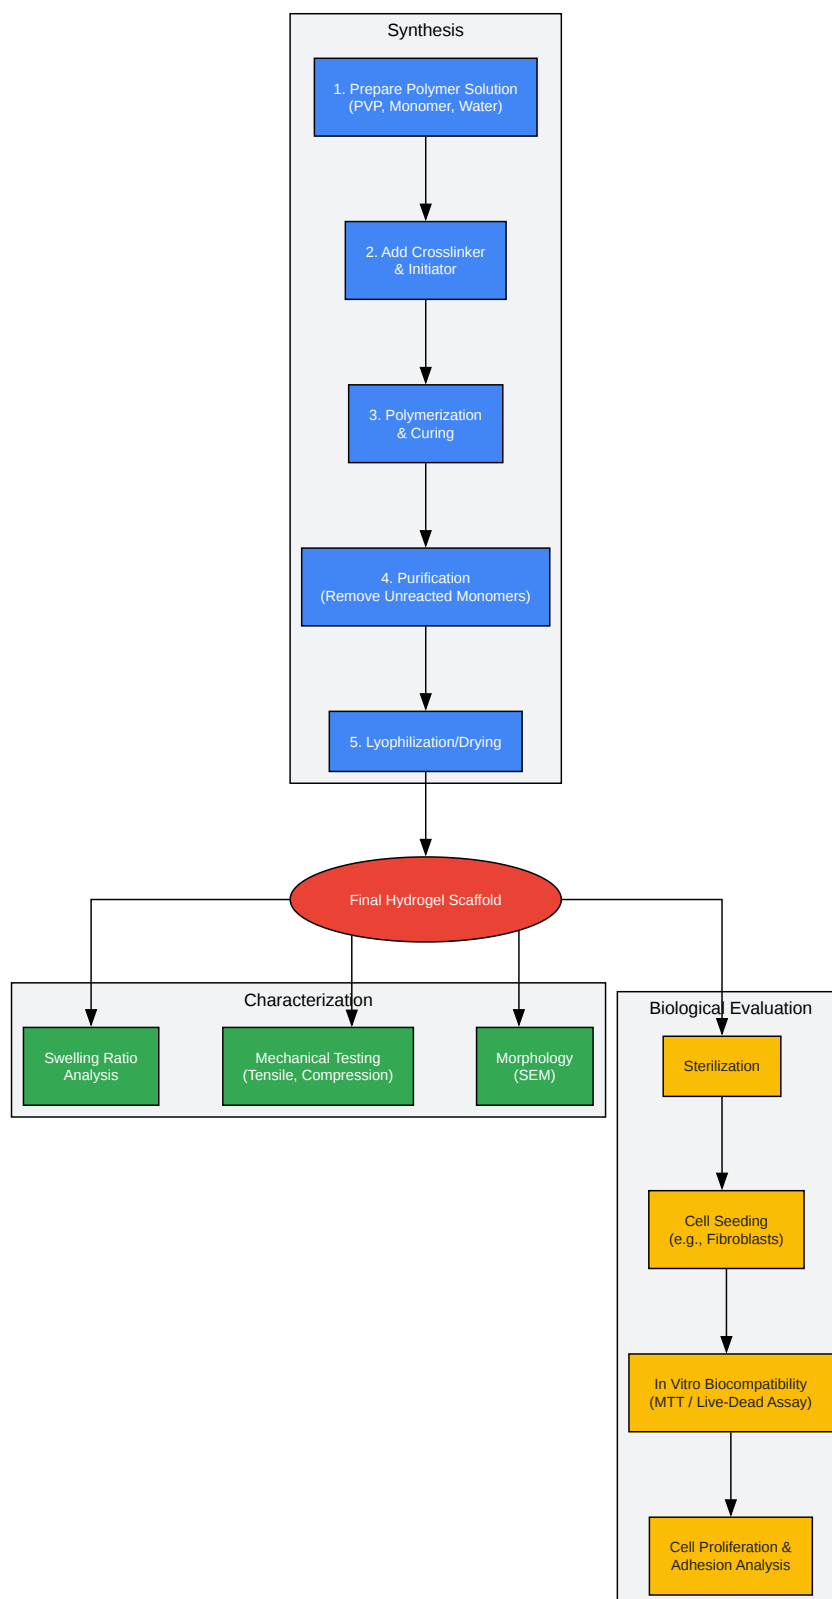 Synthesis
1. Prepare Polymer Solution
(PVP, Monomer, Water)
2. Add Crosslinker
& Initiator
3. Polymerization
& Curing
4. Purification
(Remove Unreacted Monomers)
5. Lyophilization/Drying
Final Hydrogel Scaffold
Characterization
Swelling Ratio
Analysis
Mechanical Testing
(Tensile, Compression)
Morphology
(SEM)
Biological Evaluation
Sterilization
Cell Seeding
(e.g., Fibroblasts)
In Vitro Biocompatibility
(MTT / Live-Dead Assay)
Cell Proliferation &
Adhesion Analysis